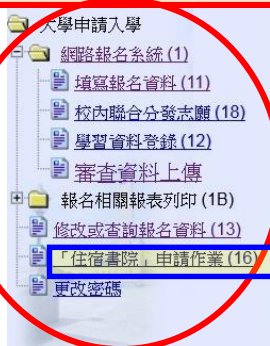 大學申請入學
網路報名系統(1)
填寫報名資料(11)
校內聯合分發志願(18)
學習資料登錄(12)
審查資料上傳
報名相關報表列印(1B)
修改或查詢報名資料(13)
「住宿書院」申請作業(16)
更改密碼